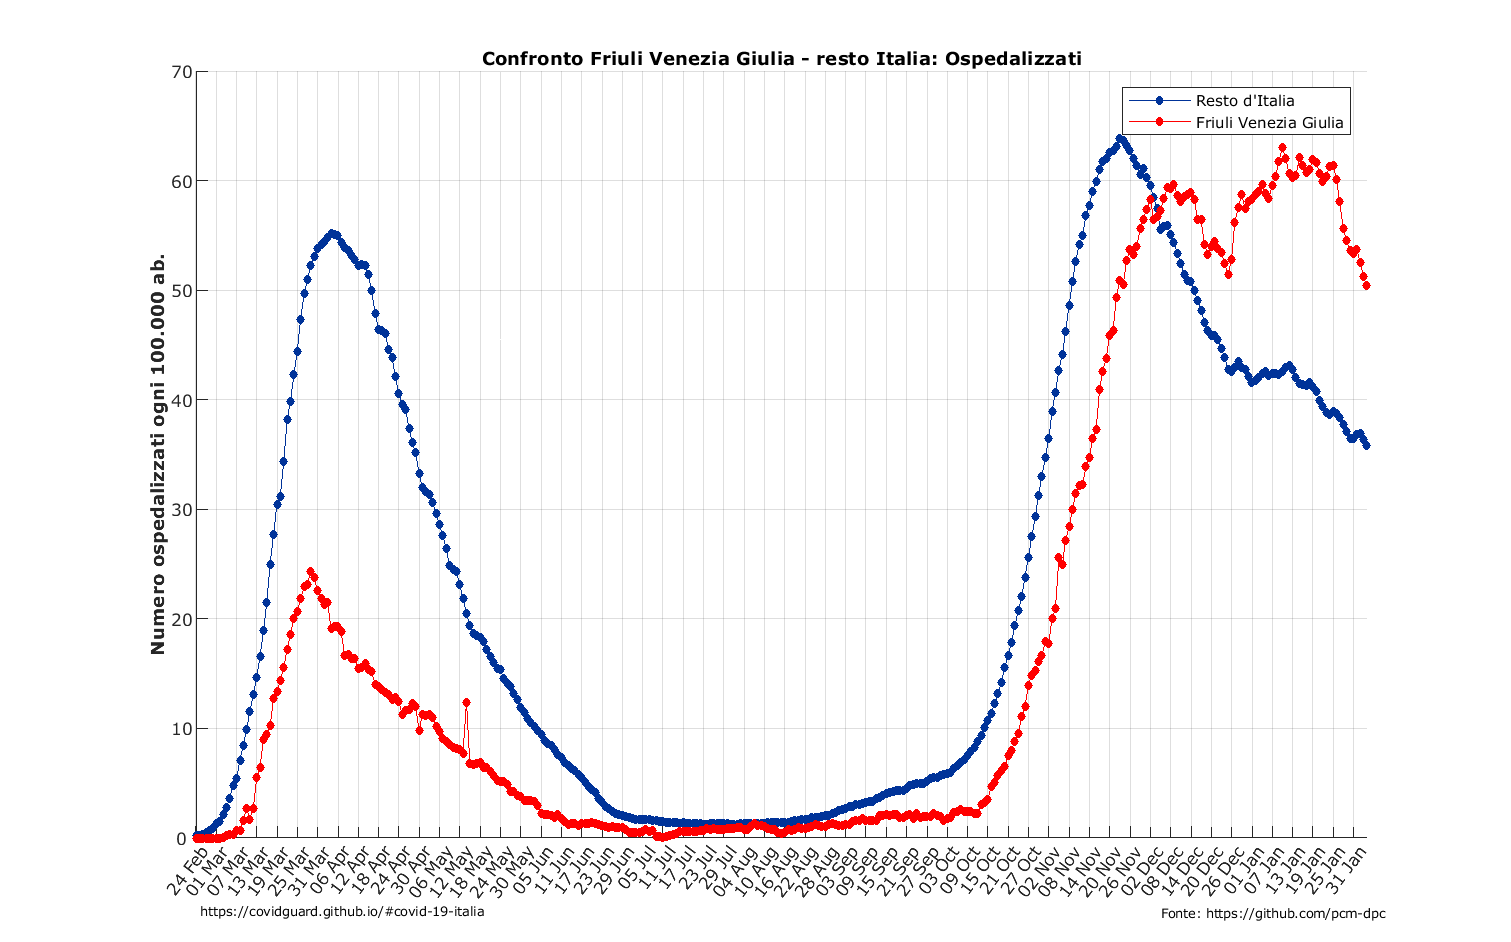 Confronto Friuli Venezia Giulia - resto Italia: Ospedalizzati
Resto d'Italia
Friuli Venezia Giulia
Numero ospedalizzati ogni 100.000 ab.
70
60
50
40
30
20
10
0
24 Feb
01 Mar
07 Mar
13 Mar
19 Mar
25 Mar
31 Mar
06 Apr
12 Apr
18 Apr
24 Apr
30 Apr
06 May
12 May
18 May
24 May
30 May
05 Jun
11 Jun
17 Jun
23 Jun
29 Jun
05 Jul
11 Jul
17 Jul
23 Jul
29 Jul
04 Aug
10 Aug
16 Aug
22 Aug
28 Aug
03 Sep
09 Sep
15 Sep
21 Sep
27 Sep
03 Oct
09 Oct
15 Oct
21 Oct
27 Oct
02 Nov
08 Nov
14 Nov
20 Nov
26 Nov
02 Dec
08 Dec
14 Dec
20 Dec
26 Dec
01 Jan
07 Jan
13 Jan
19 Jan
25 Jan
31 Jan
https://covidguard.github.io/#covid-19-italia
Fonte: https://github.com/pcm-dpc